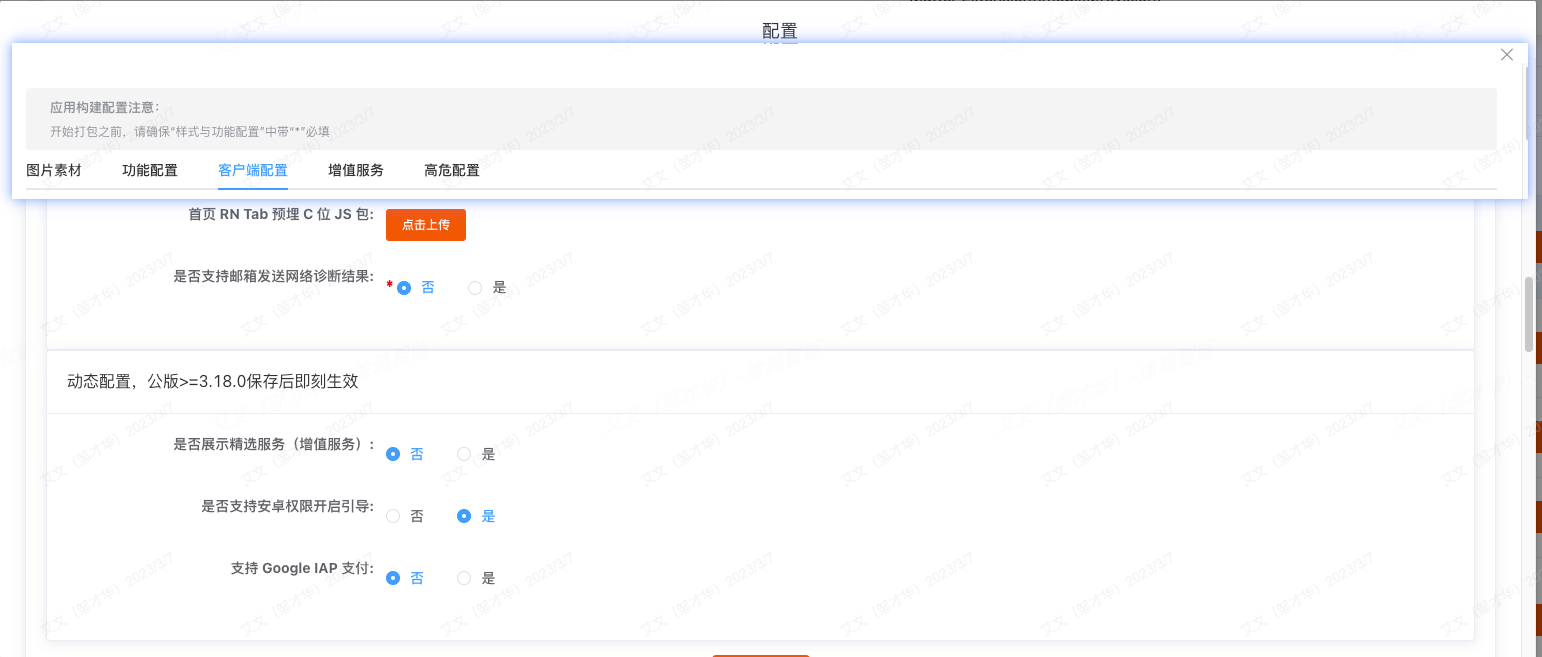 配置
应用构建配置注意：
开始打包之前，请确保“样式与功能配置”中带“*”必填
图片素材 功能配置 客户端配置 增值服务 高危配置
首页 RN Tab 预埋 C 位 JS 包: 点击上传
是否支持邮箱发送网络诊断结果: * 否 是
动态配置，公版>=3.18.0保存后即刻生效
是否展示精选服务（增值服务）: 否 是
是否支持安卓权限开启引导: 否 是
支持 Google IAP 支付: 否 是
艾文（邹才华）2023/3/7